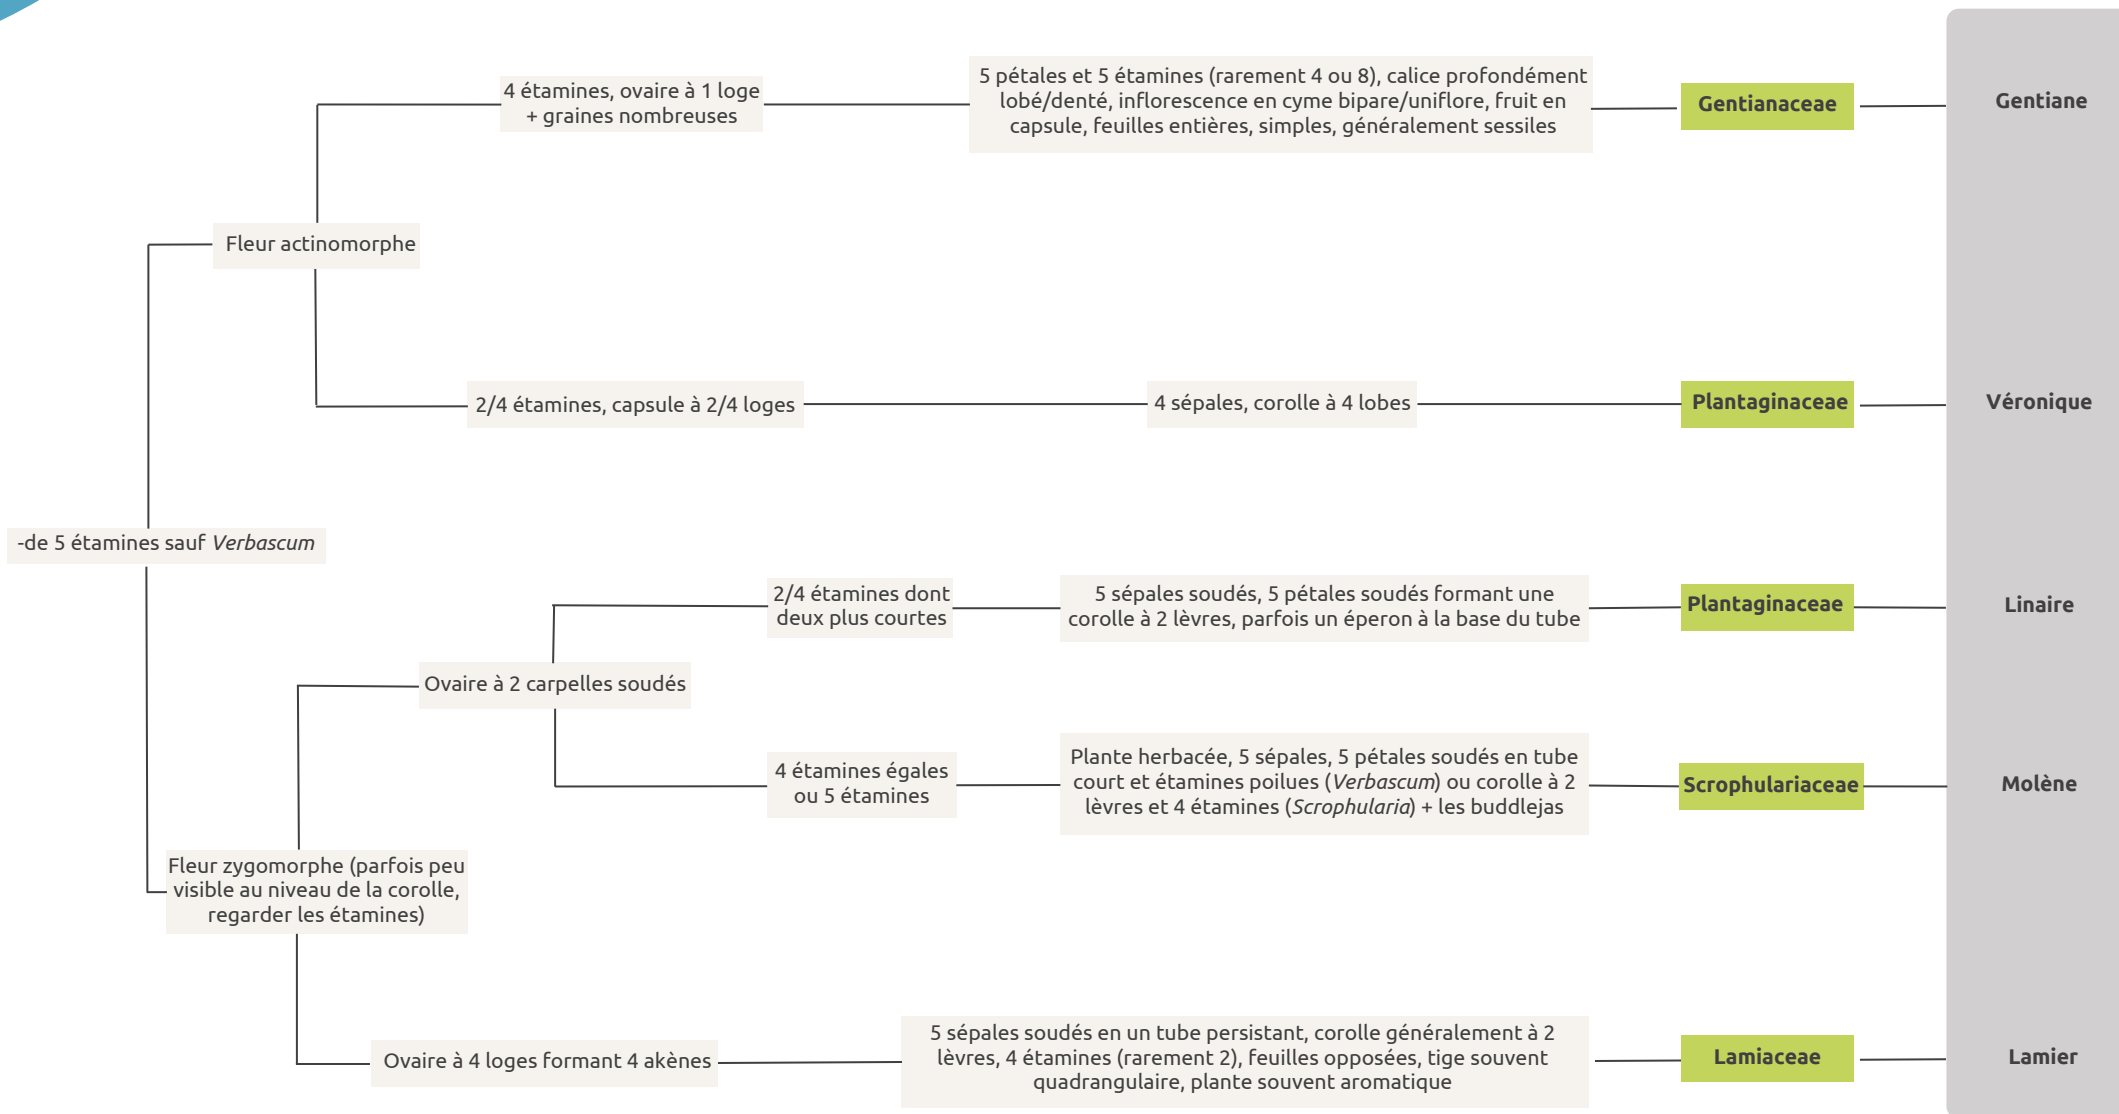 4 étamines, ovaire à 1 loge
+ graines nombreuses
5 pétales et 5 étamines (rarement 4 ou 8), calice profondément
lobé/denté, inflorescence en cyme bipare/uniflore, fruit en
capsule, feuilles entières, simples, généralement sessiles
Gentianaceae
Gentiane
Fleur actinomorphe
2/4 étamines, capsule à 2/4 loges
4 sépales, corolle à 4 lobes
Plantaginaceae
Véronique
-de 5 étamines sauf Verbascum
2/4 étamines dont
deux plus courtes
5 sépales soudés, 5 pétales soudés formant une
corolle à 2 lèvres, parfois un éperon à la base du tube
Plantaginaceae
Linaire
Ovaire à 2 carpelles soudés
4 étamines égales
ou 5 étamines
Plante herbacée, 5 sépales, 5 pétales soudés en tube
court et étamines poilues (Verbascum) ou corolle à 2
lèvres et 4 étamines (Scrophularia) + les buddlejas
Scrophulariaceae
Molène
Fleur zygomorphe (parfois peu
visible au niveau de la corolle,
regarder les étamines)
Ovaire à 4 loges formant 4 akènes
5 sépales soudés en un tube persistant, corolle généralement à 2
lèvres, 4 étamines (rarement 2), feuilles opposées, tige souvent
quadrangulaire, plante souvent aromatique
Lamiaceae
Lamier